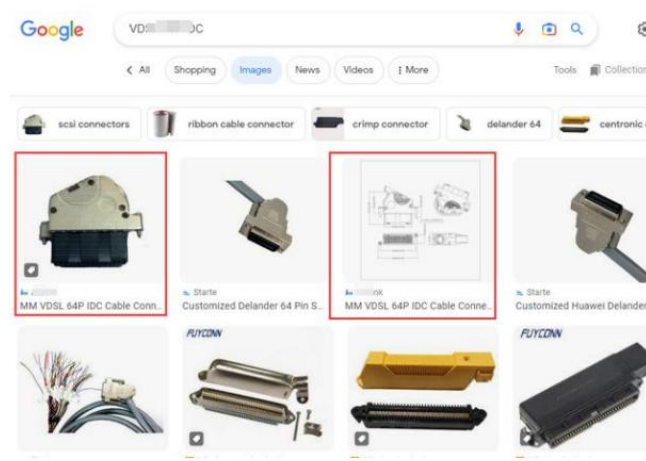 Google
VDS DC
All Shopping Images News Videos More Tools Collection
scsi connectors ribbon cable connector crimp connector delander 64 centronic
Starte nk Starte
MM VDSL 64P IDC Cable Conn.. Customized Delander 64 Pin S... MM VDSL 64P IDC Cable Conne... Customized Huawei Delander
FUYCONN FUYCONN